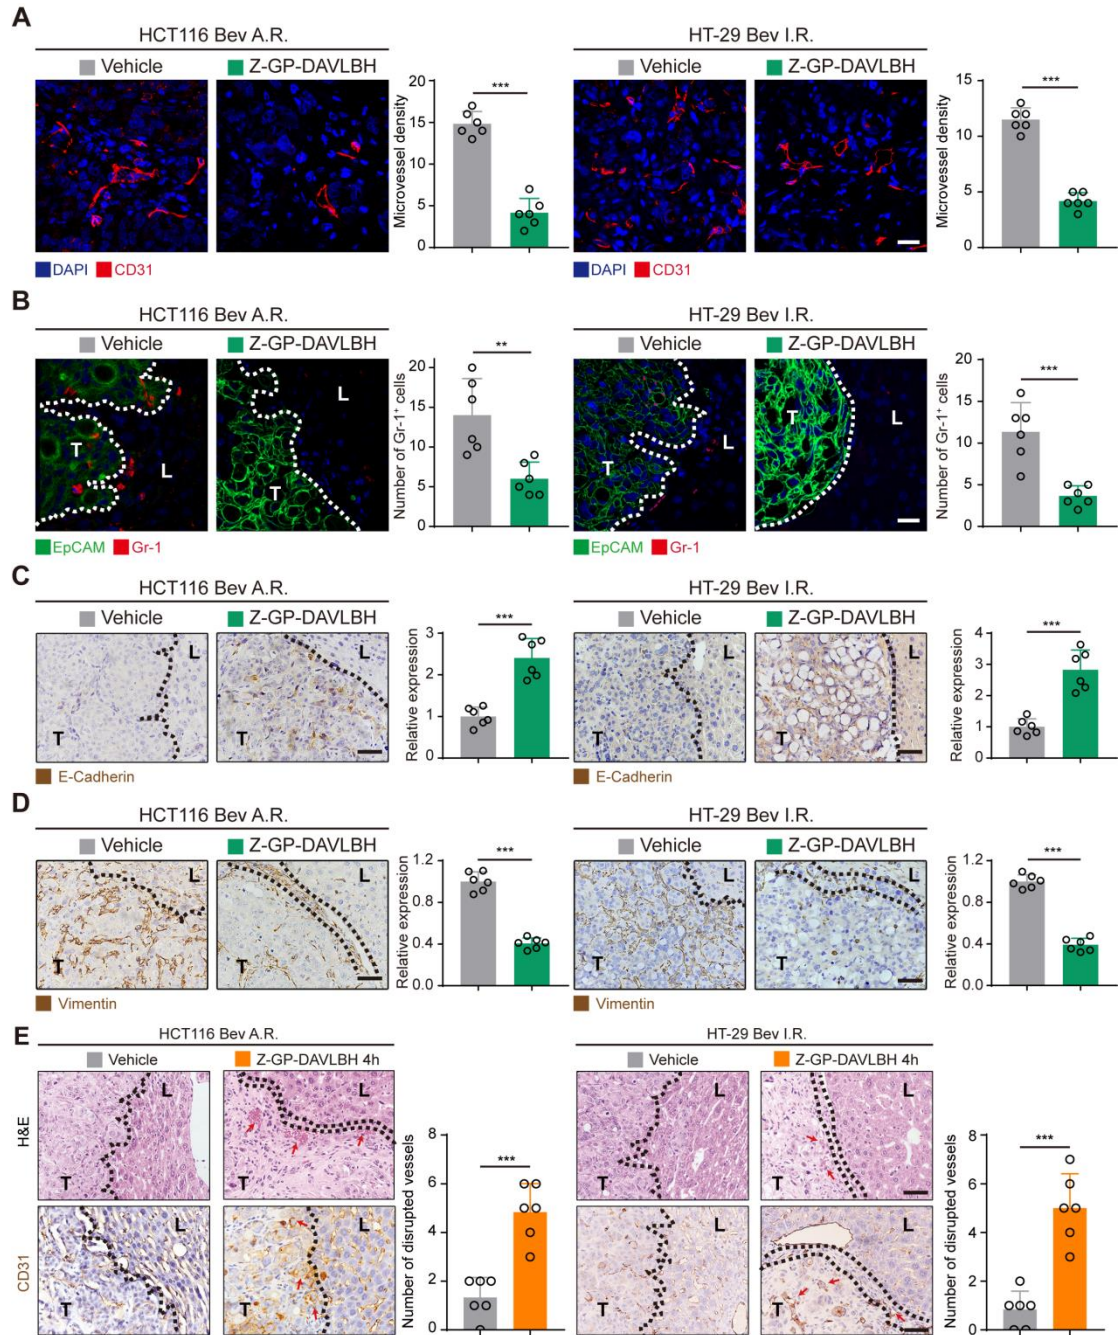 A
HCT116 Bev A.R.
HT-29 Bev I.R.
Vehicle
Z-GP-DAVLBH
Vehicle
Z-GP-DAVLBH
Microvessel density
20
15
10
5
0
***
Microvessel density
15
10
5
0
***
DAPI CD31
DAPI CD31
B
HCT116 Bev A.R.
HT-29 Bev I.R.
Vehicle
Z-GP-DAVLBH
Vehicle
Z-GP-DAVLBH
T
L
T
L
T
L
T
L
Number of Gr-1⁺ cells
20
15
10
5
0
**
Number of Gr-1⁺ cells
20
15
10
5
0
***
EpCAM Gr-1
EpCAM Gr-1
C
HCT116 Bev A.R.
HT-29 Bev I.R.
Vehicle
Z-GP-DAVLBH
Vehicle
Z-GP-DAVLBH
T
L
T
L
T
L
T
L
Relative expression
3
2
1
0
***
Relative expression
4
3
2
1
0
***
E-Cadherin
E-Cadherin
D
HCT116 Bev A.R.
HT-29 Bev I.R.
Vehicle
Z-GP-DAVLBH
Vehicle
Z-GP-DAVLBH
T
L
T
L
T
L
T
L
Relative expression
1.2
0.8
0.4
0.0
***
Relative expression
1.2
0.8
0.4
0.0
***
Vimentin
Vimentin
E
HCT116 Bev A.R.
HT-29 Bev I.R.
Vehicle
Z-GP-DAVLBH 4h
Vehicle
Z-GP-DAVLBH 4h
H&E
T
L
T
L
T
L
T
L
CD31
T
L
T
L
T
L
T
L
Number of disrupted vessels
8
6
4
2
0
***
Number of disrupted vessels
8
6
4
2
0
***